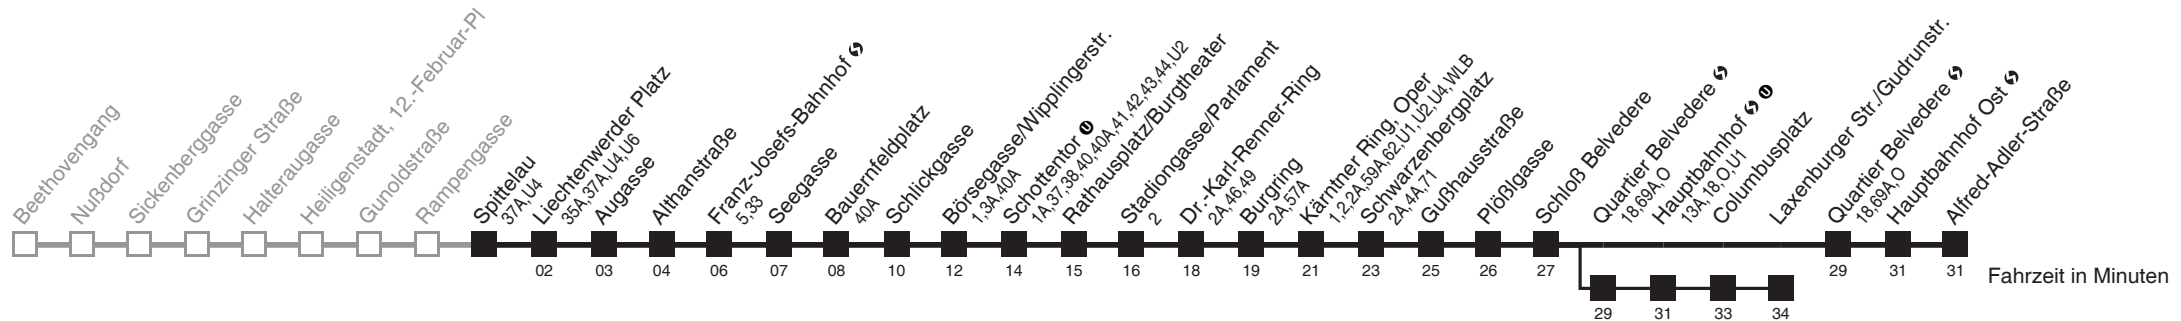 Beethovengang
Nußdorf
Sickenberggasse
Grinzinger Straße
Halteraugasse
Heiligenstadt, 12.-Februar-Pl
Gunoldstraße
Rampengasse
Spittelau
37A,U4
Liechtenwerder Platz
35A,37A,U4,U6
Augasse
Althanstraße
Franz-Josefs-Bahnhof
5,33
Seegasse
Bauernfeldplatz
40A
Schlickgasse
Börsegasse/Wipplingerstr.
1,3A,40A
Schottentor U
1A,37,38,40,40A,41,42,43,44,U2
Rathausplatz/Burgtheater
Stadiongasse/Parlament
2
Dr.-Karl-Renner-Ring
2A,46,49
Burgring
2A,57A
Kärntner Ring, Oper
1,2,2A,59A,62,U1,U2,U4,WLB
Schwarzenbergplatz
2A,4A,71
Gußhausstraße
Plößlgasse
Schloß Belvedere
Quartier Belvedere
18,69A,O
Hauptbahnhof U
13A,18,O,U1
Columbusplatz
Laxenburger Str./Gudrunstr.
Quartier Belvedere
18,69A,O
Hauptbahnhof Ost
Alfred-Adler-Straße
02 03 04 06 07 08 10 12 14 15 16 18 19 21 23 25 26 27 29 31 31
Fahrzeit in Minuten
29 31 33 34